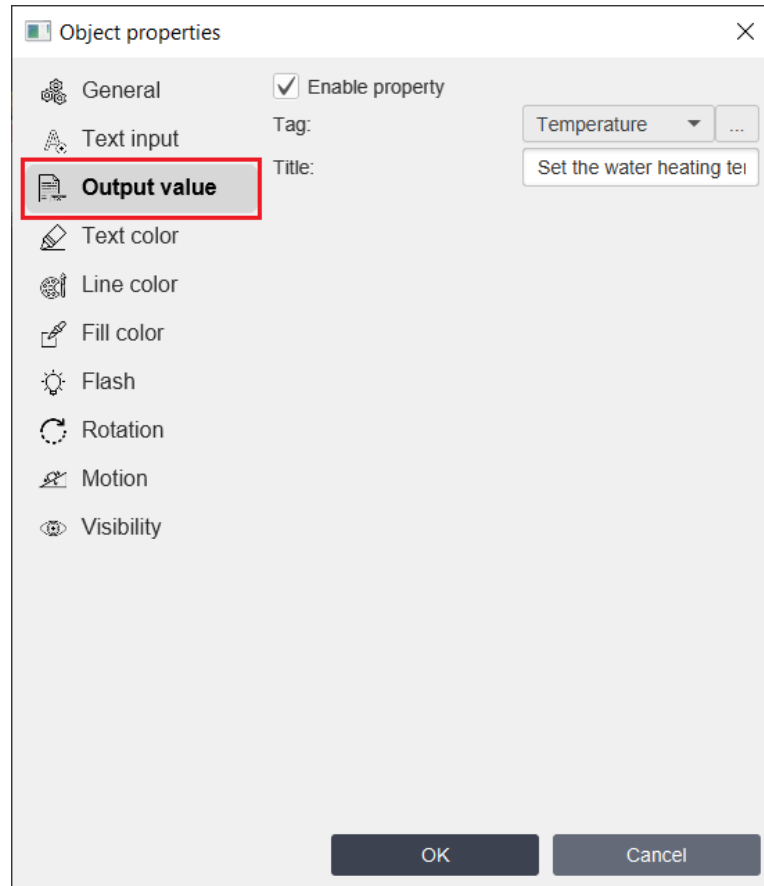 Object properties
General
Text input
Output value
Text color
Line color
Fill color
Flash
Rotation
Motion
Visibility
Enable property
Tag: Temperature ...
Title: Set the water heating
OK Cancel